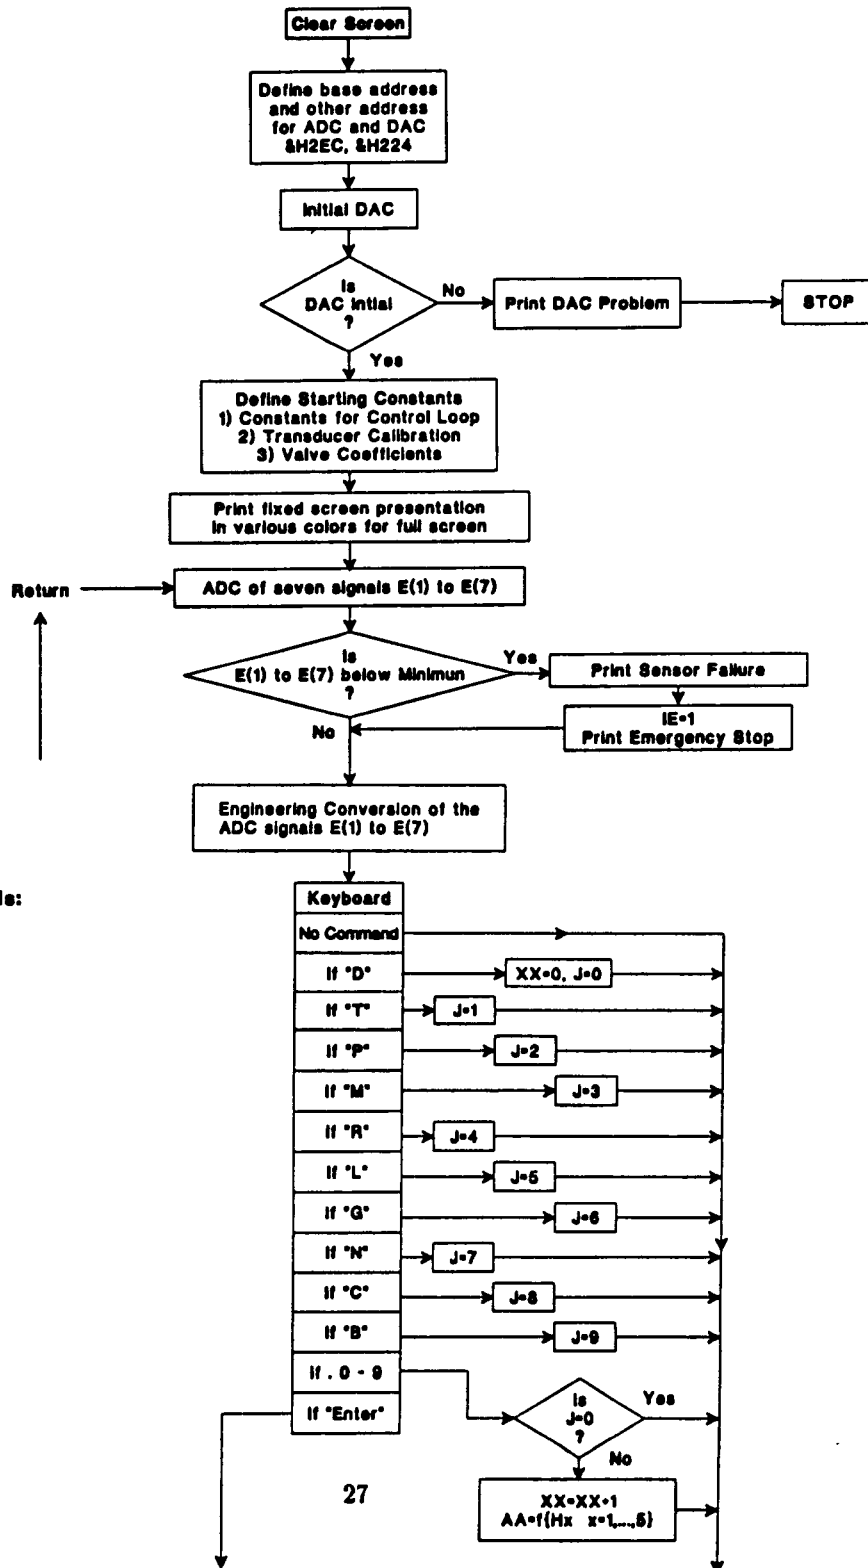 Clear Screen
Define base address
and other address
for ADC and DAC
&H2EC, &H224
Initial DAC
Is
DAC Intial
?
No
Print DAC Problem
STOP
Yes
Define Starting Constants
1) Constants for Control Loop
2) Transducer Calibration
3) Valve Coefficients
Print fixed screen presentation
in various colors for full screen
Return
ADC of seven signals E(1) to E(7)
Is
E(1) to E(7) below Minimun
?
Yes
Print Sensor Failure
IE=1
Print Emergency Stop
No
Engineering Conversion of the
ADC signals E(1) to E(7)
ls:
Keyboard
No Command
If "D"
XX=0, J=0
If "T"
J=1
If "P"
J=2
If "M"
J=3
If "R"
J=4
If "L"
J=5
If "G"
J=6
If "N"
J=7
If "C"
J=8
If "B"
J=9
If . 0 - 9
Is
J=0
?
Yes
If "Enter"
No
XX=XX+1
AA=f{Hx x=1,...,5}
27